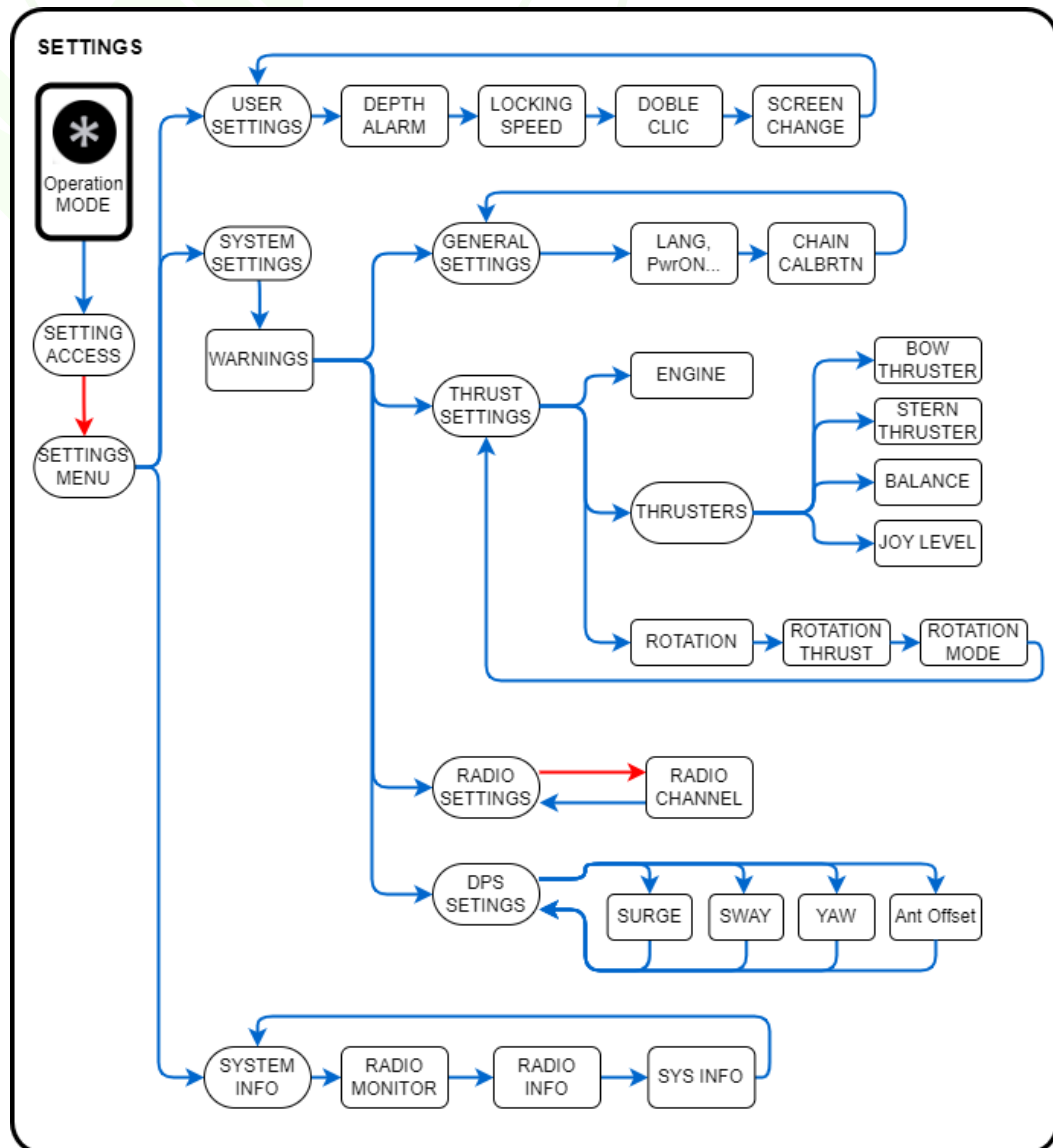 SETTINGS
*
Operation
MODE
SETTING
ACCESS
SETTINGS
MENU
USER
SETTINGS
DEPTH
ALARM
LOCKING
SPEED
DOBLE
CLIC
SCREEN
CHANGE
SYSTEM
SETTINGS
WARNINGS
GENERAL
SETTINGS
LANG,
PwrON...
CHAIN
CALBRTN
THRUST
SETTINGS
ENGINE
THRUSTERS
BOW
THRUSTER
STERN
THRUSTER
BALANCE
JOY LEVEL
ROTATION
ROTATION
THRUST
ROTATION
MODE
RADIO
SETTINGS
RADIO
CHANNEL
DPS
SETINGS
SURGE
SWAY
YAW
Ant Offset
SYSTEM
INFO
RADIO
MONITOR
RADIO
INFO
SYS INFO